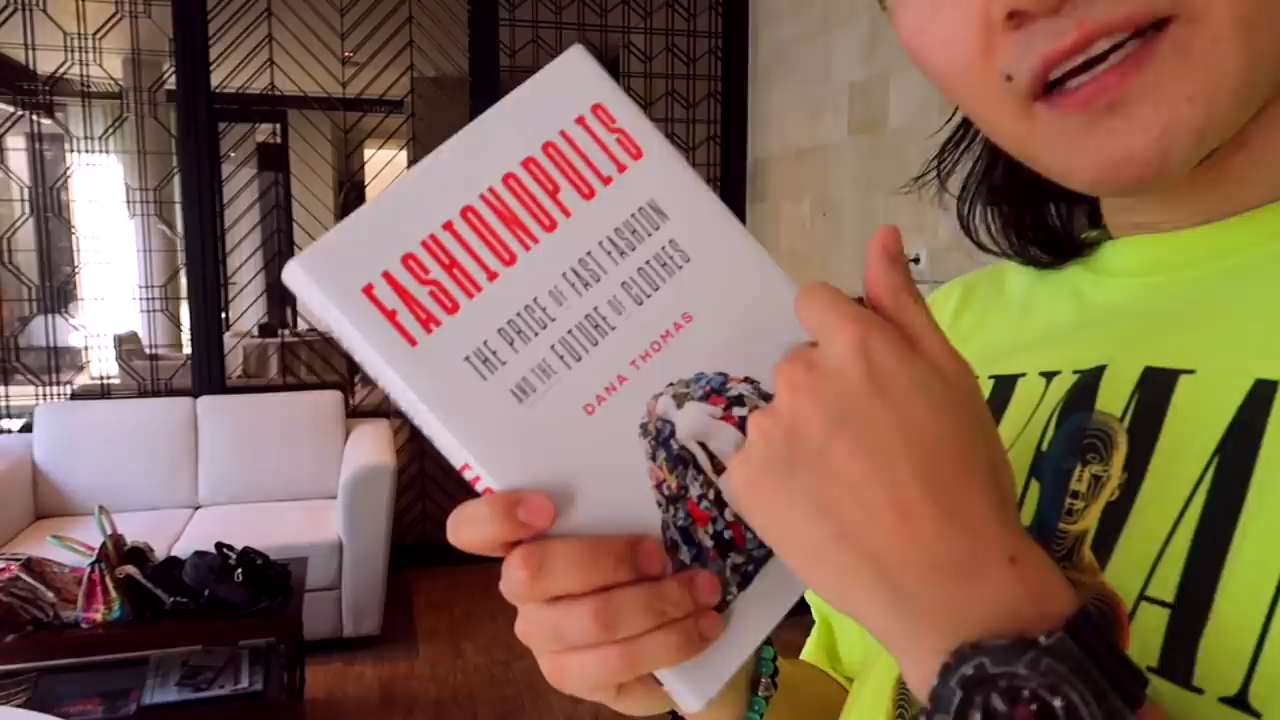 FASHIONOPOLIS
THE PRICE OF FAST FASHION
AND THE FUTURE OF CLOTHES
DANA THOMAS